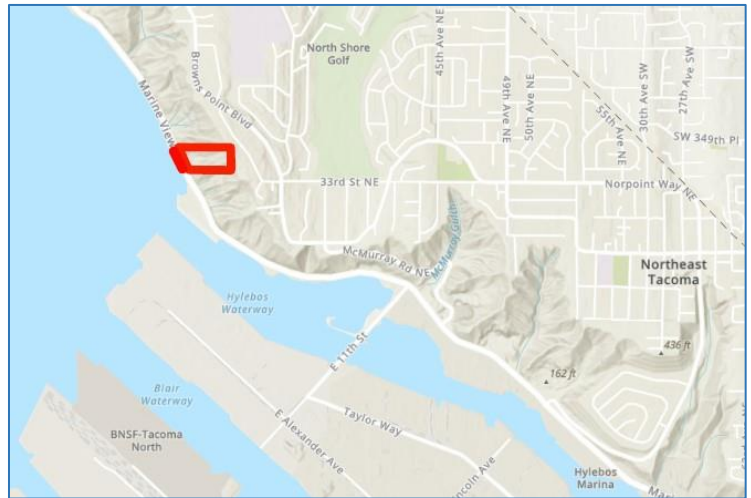 North Shore
Golf
45th Ave NE
49th Ave NE
50th Ave NE
55th
Ave NE
30th Ave SW
27th Ave SW
SW 349th Pl
Browns Point Blvd
Marine View
33rd St NE
Norpoint Way NE
McMurray Rd NE
McMurray Gulch
Northeast
Tacoma
Hylebos
Waterway
E 11th St
436 ft
162 ft
Blair
Waterway
Taylor Way
E Alexander Ave
BNSF-Tacoma
North
Hylebos
Marina